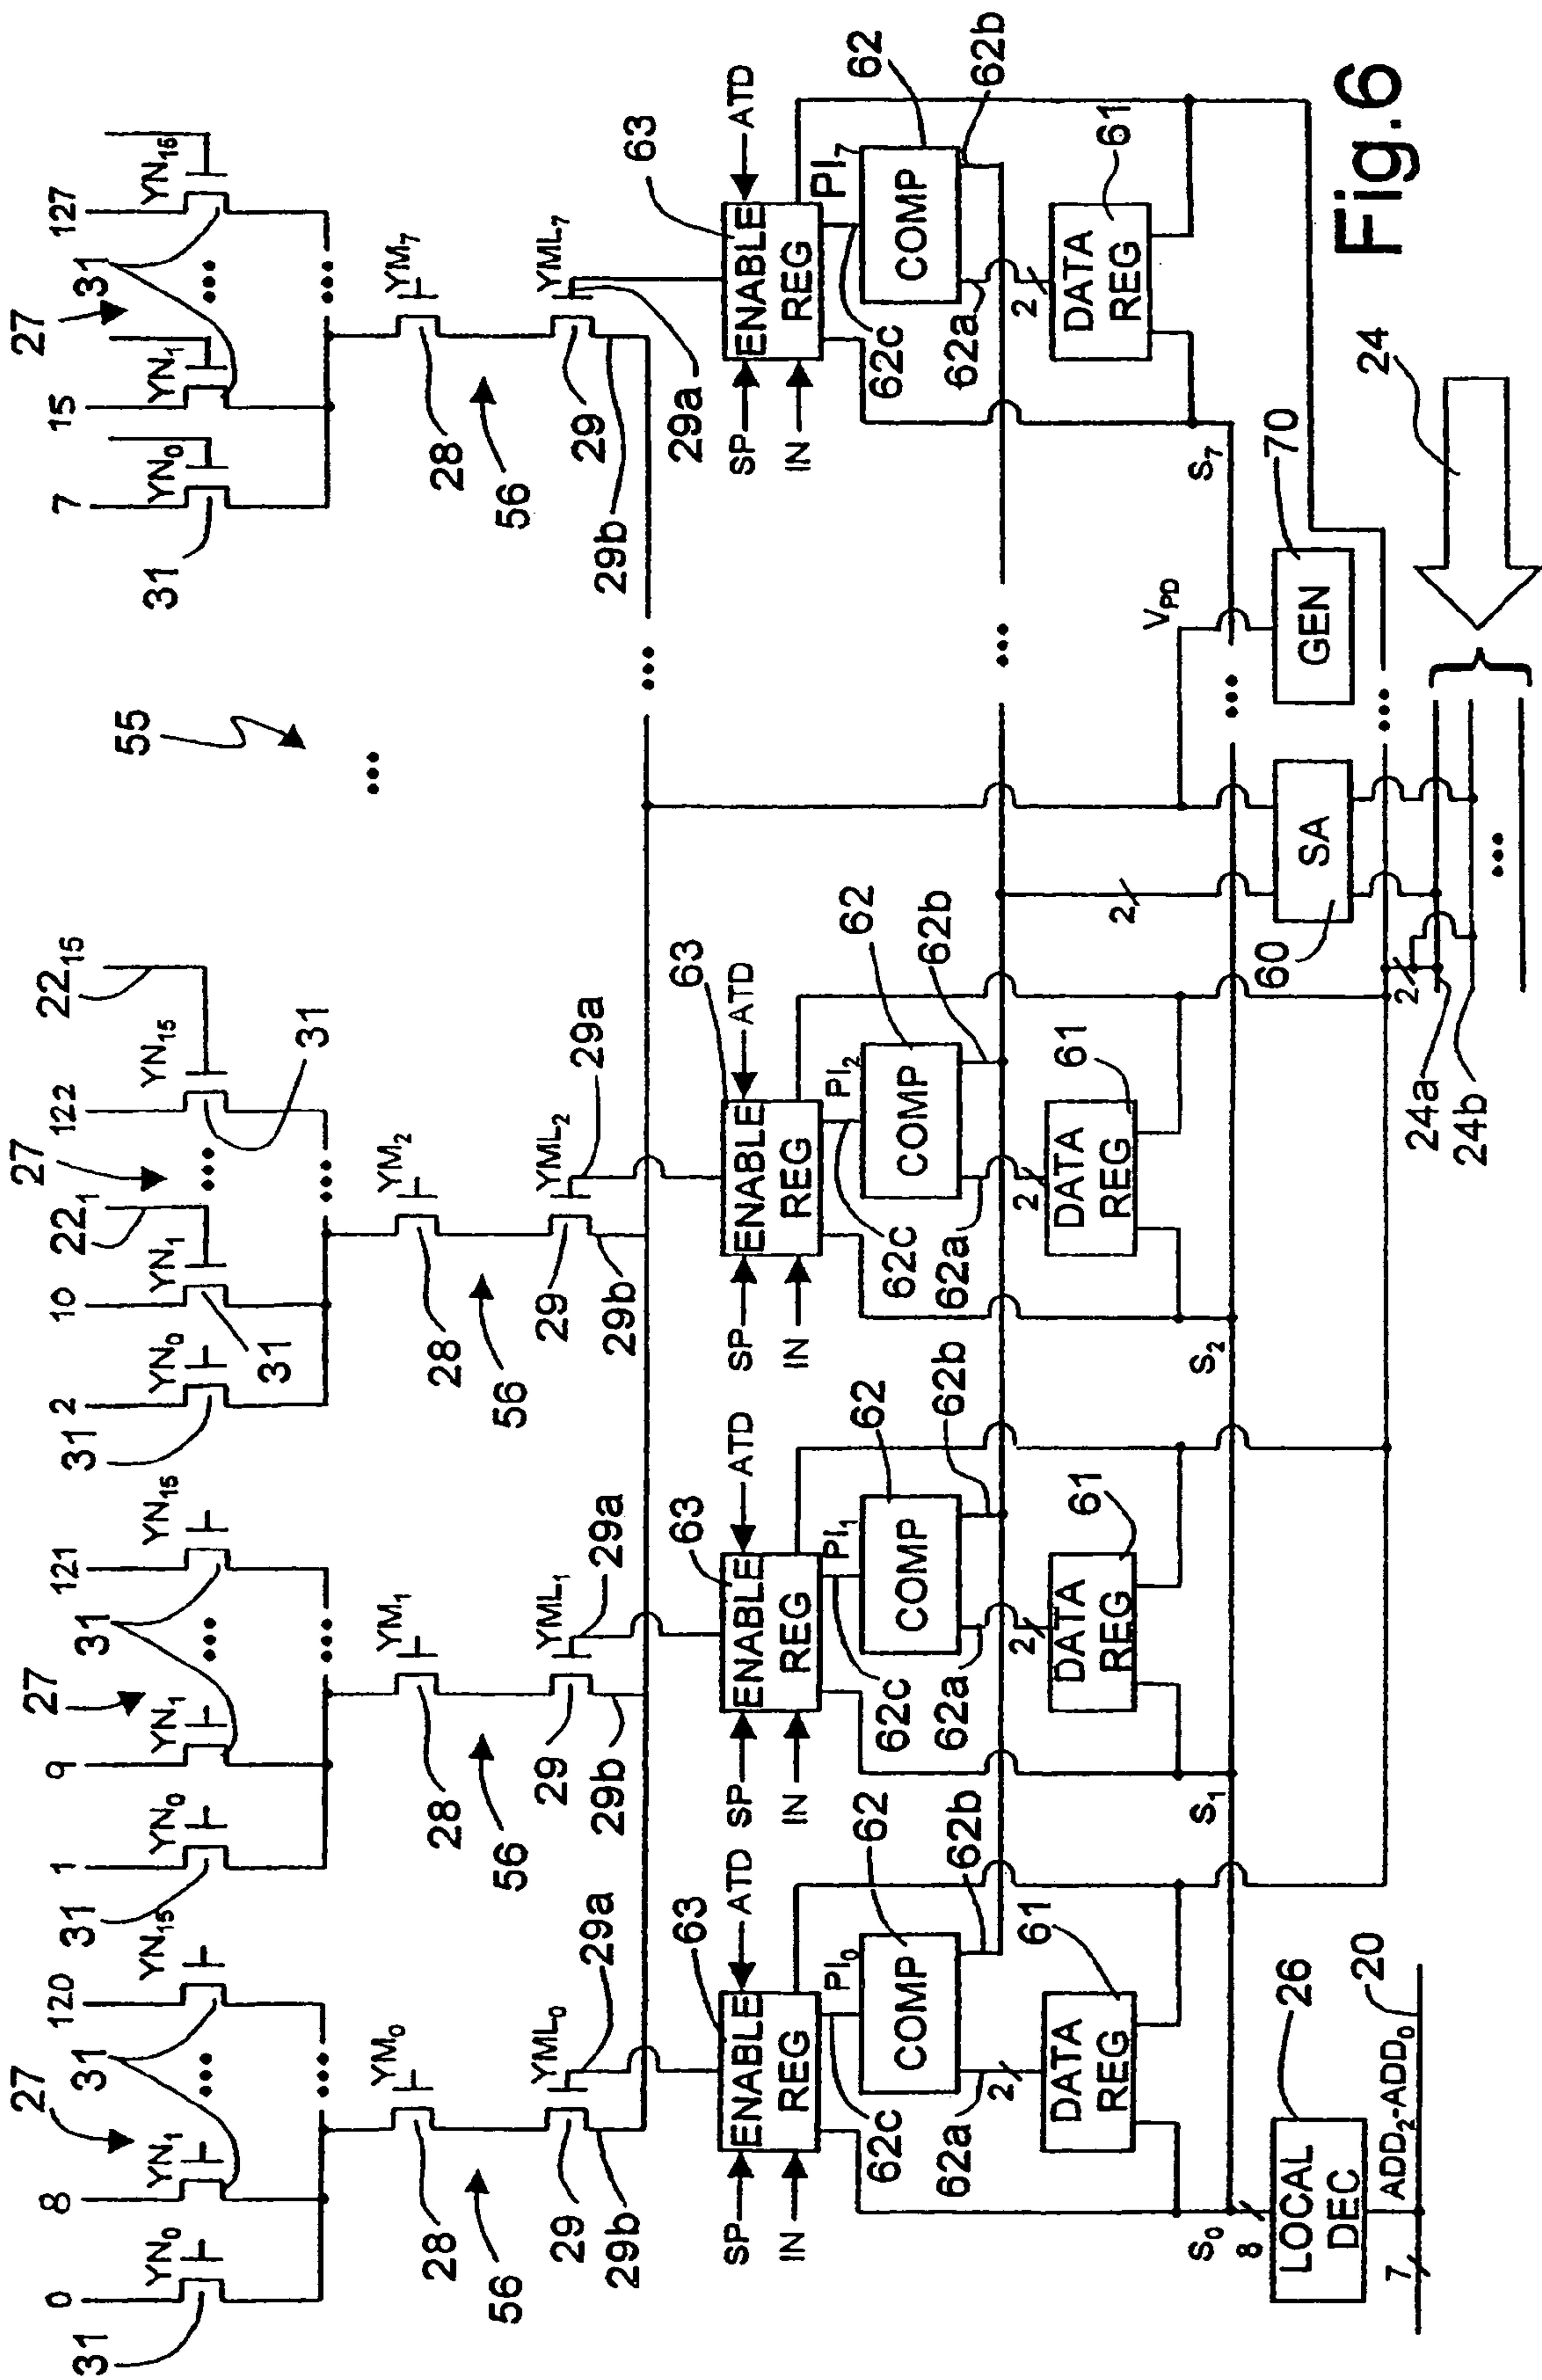 0 8 120 1 9 121 2 10 122 7 15 127
27 27 27 27
31 31 31 31 31 31 31 31 31
YN0 YN1 YN15 YN0 YN1 YN15 YN0 YN1 YN15 YN0 YN1 YN15
22₁ 22₁₅
••• ••• ••• •••
••• ••• ••• •••
55
•••
28 YM₀ 28 YM₁ 28 YM₂ 28 YM₇
56 56 56 56
29 YML₀ 29 YML₁ 29 YML₂ 29 YML₇
29a 29a 29a 29a
29b 29b 29b 29b
•••
63 63 63 63
SP ENABLE REG ATD
IN
SP ENABLE REG ATD
IN
SP ENABLE REG ATD
IN
SP ENABLE REG ATD
IN
62c PI₀ 62c PI₁ 62c PI₂ 62c PI₇
COMP 62 COMP 62 COMP 62 COMP 62
62a 62b 62a 62b 62a 62b 62a 62b
•••
2 2 2 2 2
DATA REG 61 DATA REG 61 DATA REG 61 DATA REG 61
S₀ S₁ S₂ S₇
8
VPD
•••
LOCAL DEC 26
60 SA
GEN 70
•••
2
24a
24b
•••
24
7
ADD₂-ADD₀
20
Fig.6